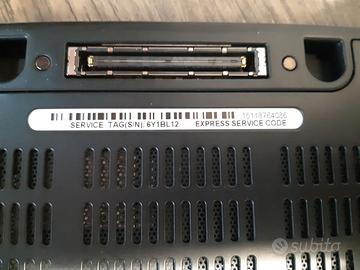 15118764086
SERVICE TAG(S/N): 6Y1BL12 EXPRESS SERVICE CODE
subito